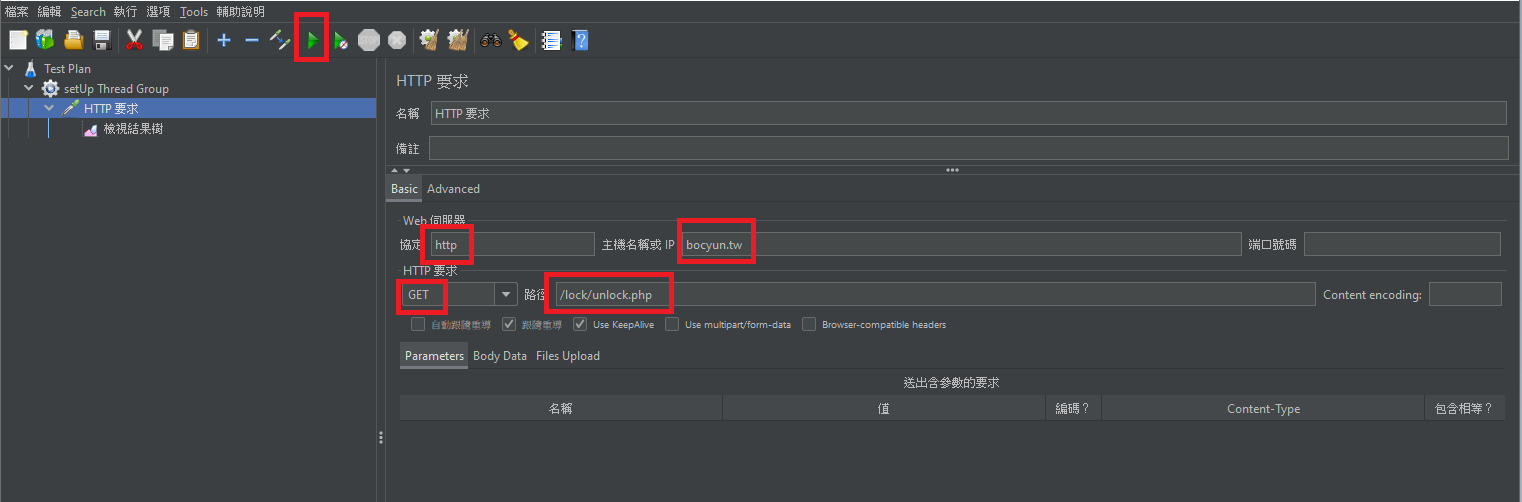 檔案 編輯 Search 執行 選項 Tools 輔助說明
STOP
Test Plan
setUp Thread Group
HTTP 要求
檢視結果樹
HTTP 要求
名稱 HTTP 要求
備註
Basic Advanced
Web 伺服器
協定 http 主機名稱或 IP bocyun.tw 端口號碼
HTTP 要求
GET 路徑 /lock/unlock.php Content encoding:
自動跟隨重導 跟隨重導 Use KeepAlive Use multipart/form-data Browser-compatible headers
Parameters Body Data Files Upload
送出含參數的要求
名稱 值 編碼？ Content-Type 包含相等？